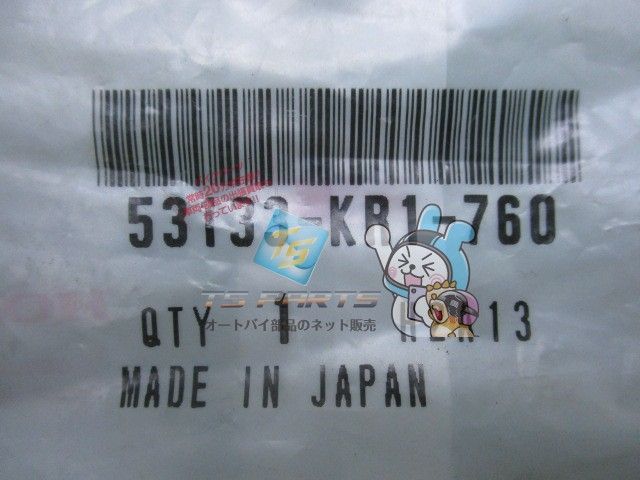 53133-KR1-760
TS PARTS
オートバイ部品のネット販売
QTY 1
MADE IN JAPAN